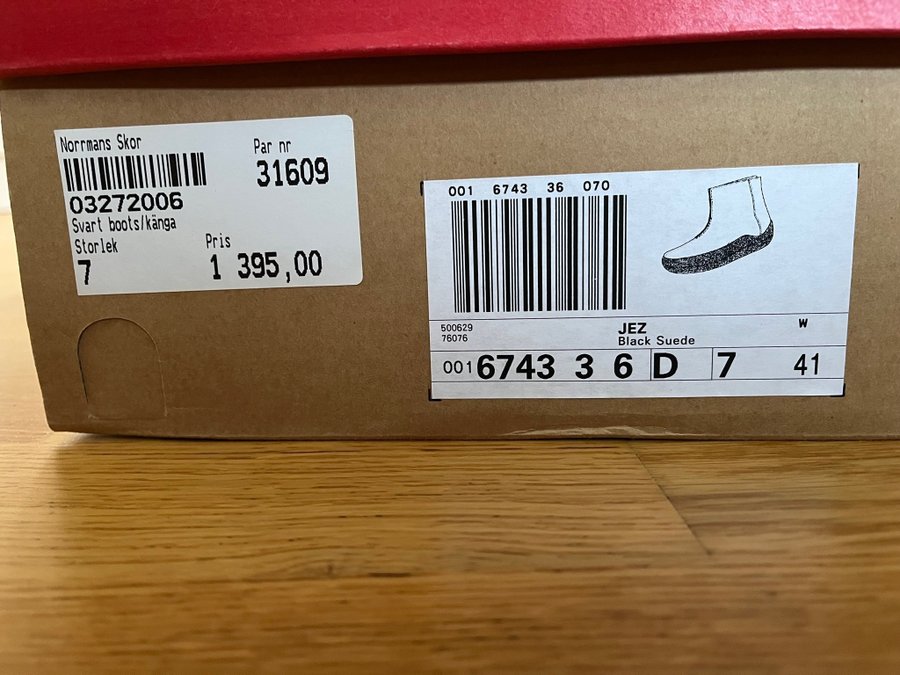 Norrmans Skor
Par nr
31609
03272006
Svart boots/känga
Storlek
7
Pris
1 395,00
001 6743 36 070
500629
76076
JEZ
Black Suede
W
001 6743 3 6 D 7 41